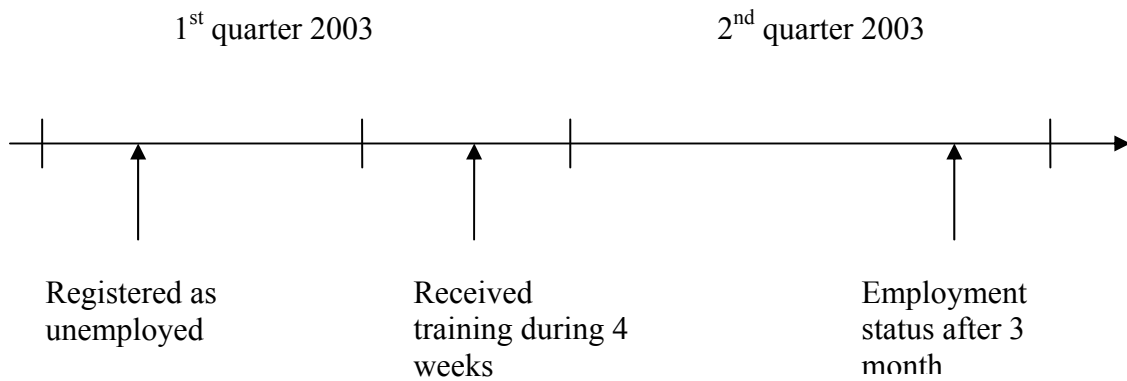 1st quarter 2003
2nd quarter 2003
Registered as
unemployed
Received
training during 4
weeks
Employment
status after 3
month